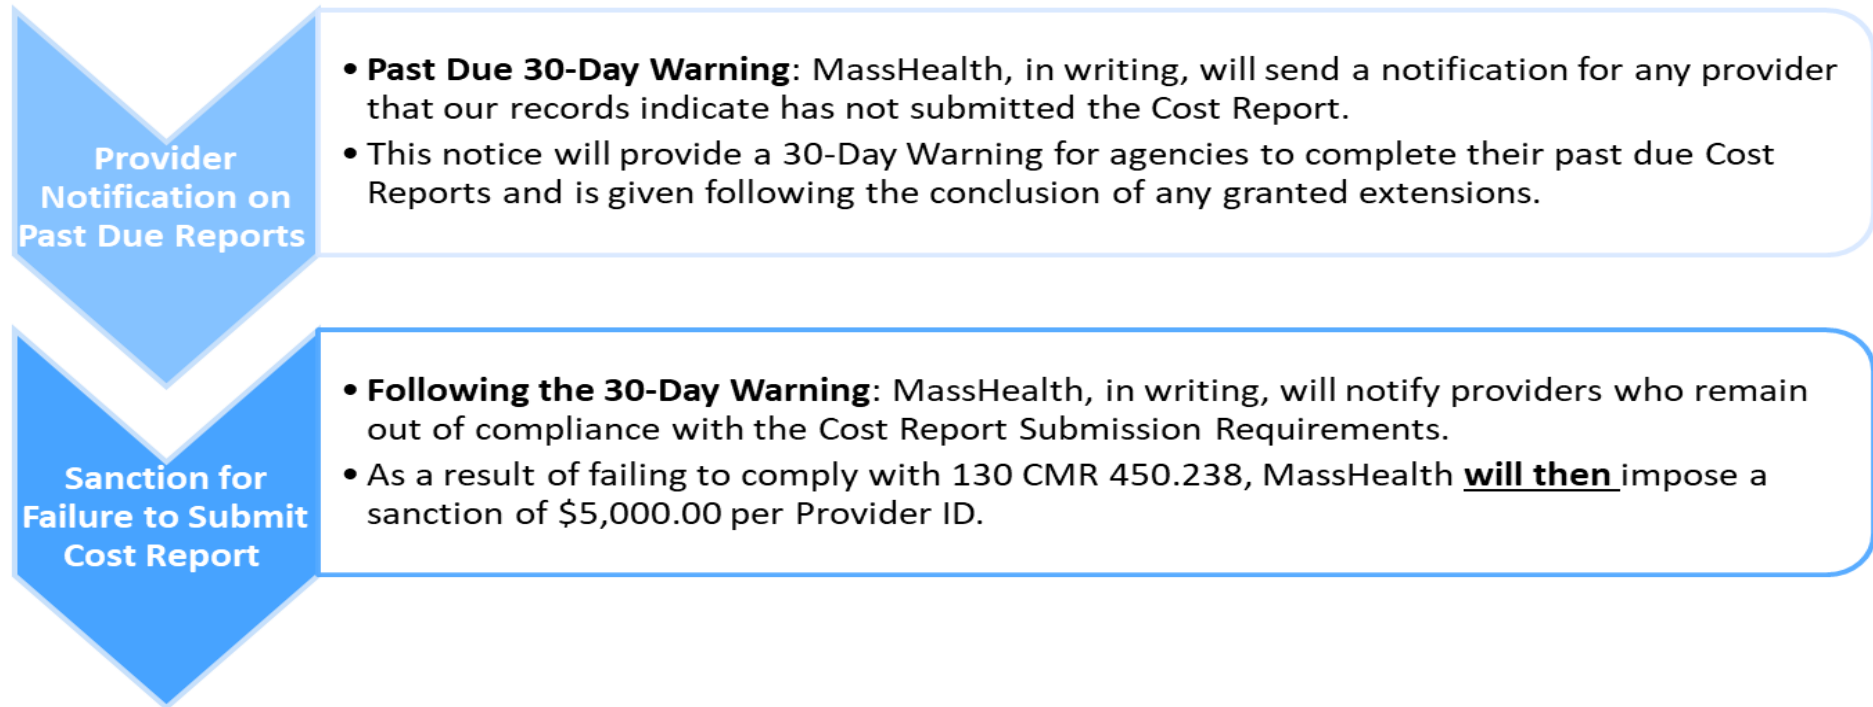 Provider
Notification on
Past Due Reports
• Past Due 30-Day Warning: MassHealth, in writing, will send a notification for any provider
that our records indicate has not submitted the Cost Report.
• This notice will provide a 30-Day Warning for agencies to complete their past due Cost
Reports and is given following the conclusion of any granted extensions.
Sanction for
Failure to Submit
Cost Report
• Following the 30-Day Warning: MassHealth, in writing, will notify providers who remain
out of compliance with the Cost Report Submission Requirements.
• As a result of failing to comply with 130 CMR 450.238, MassHealth will then impose a
sanction of $5,000.00 per Provider ID.